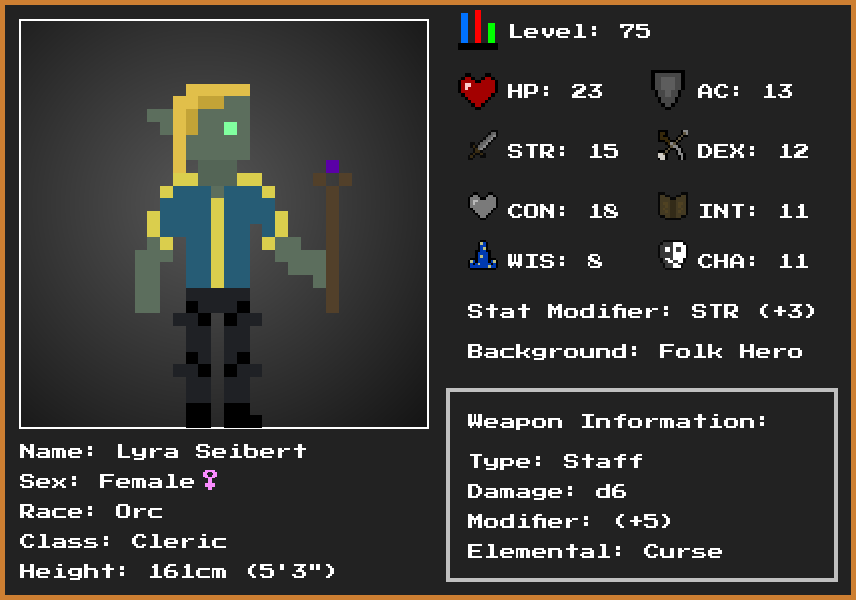 Level: 75
HP: 23
AC: 13
STR: 15
DEX: 12
CON: 18
INT: 11
WIS: 8
CHA: 11
Stat Modifier: STR (+3)
Background: Folk Hero
Weapon Information:
Type: Staff
Damage: d6
Modifier: (+5)
Elemental: Curse
Name: Lyra Seibert
Sex: Female♀
Race: Orc
Class: Cleric
Height: 161cm (5'3")